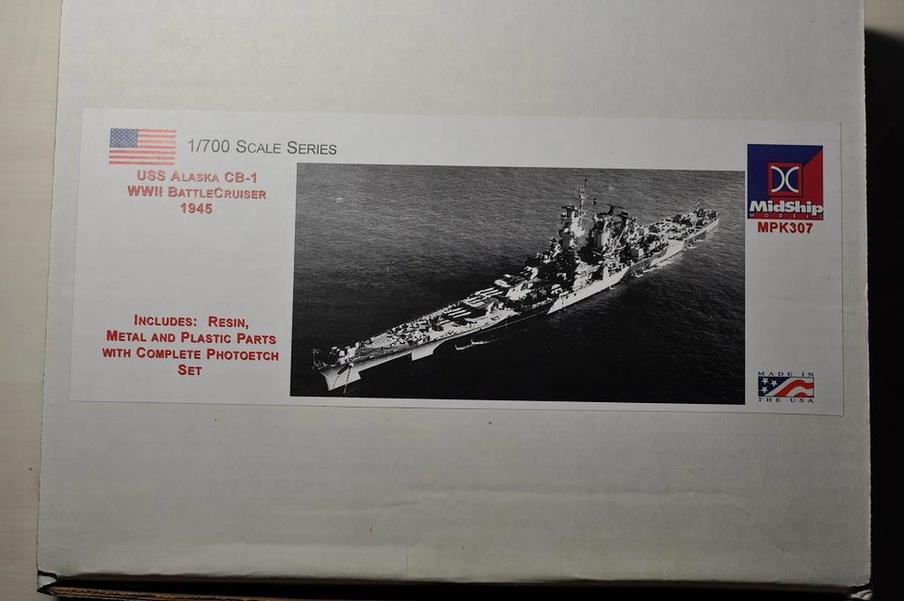 1/700 Scale Series
USS Alaska CB-1
WWII BattleCruiser
1945
Includes: Resin,
Metal and Plastic Parts
with Complete Photoetch
Set
MidShip
MODELS
MPK307
MADE IN
THE USA